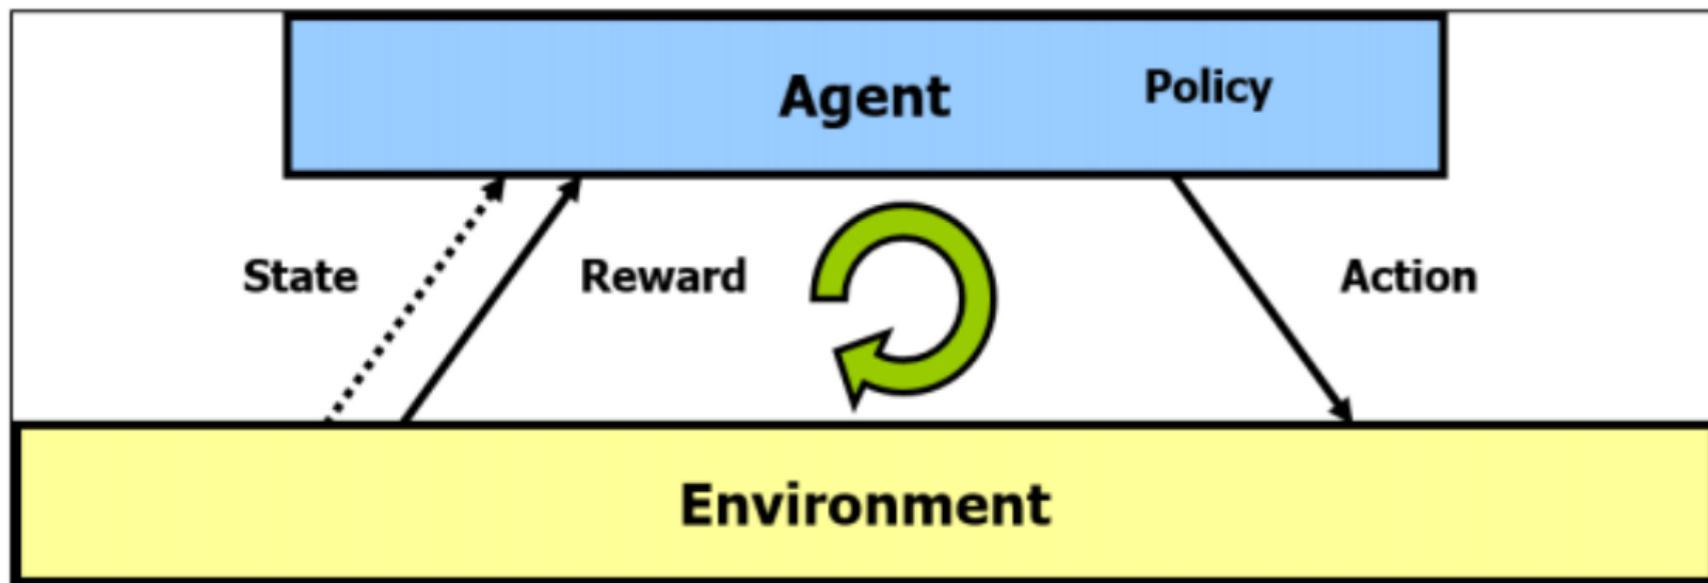 Agent
Policy
State
Reward
Action
Environment